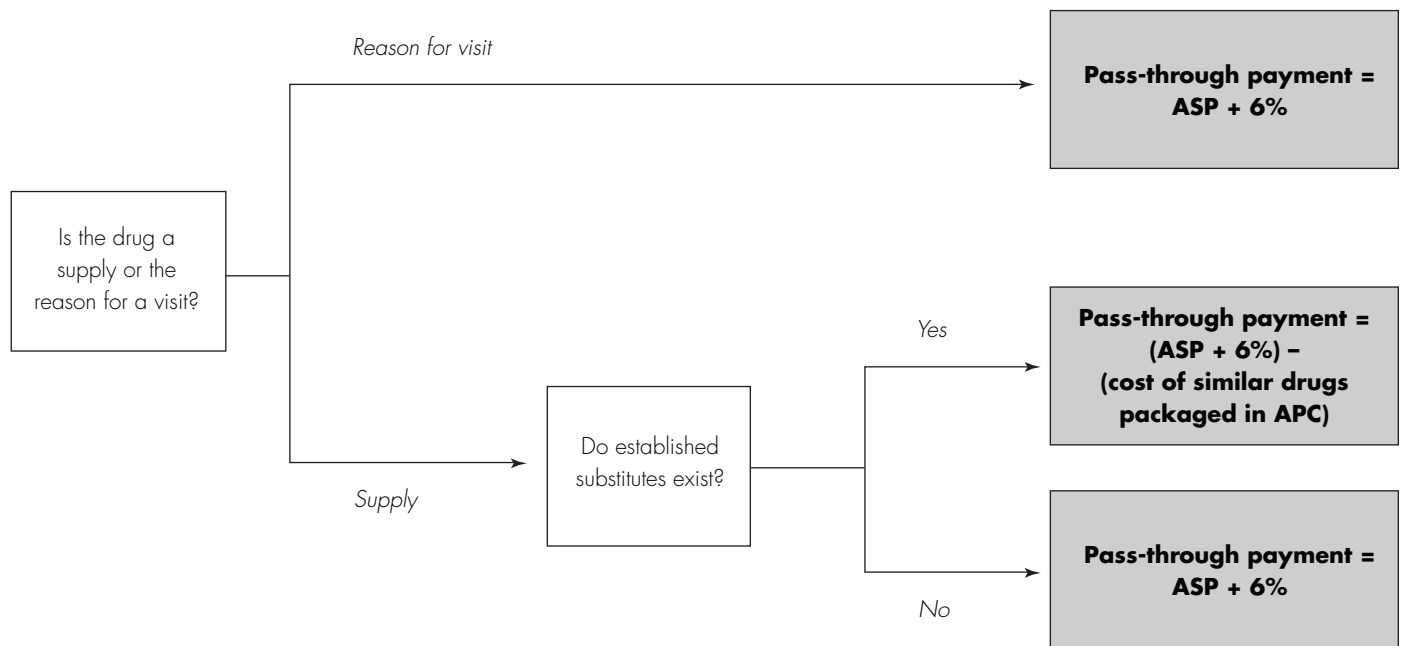 Reason for visit
Pass-through payment =
ASP + 6%
Is the drug a
supply or the
reason for a visit?
Yes
Pass-through payment =
(ASP + 6%) –
(cost of similar drugs
packaged in APC)
Do established
substitutes exist?
Supply
Pass-through payment =
ASP + 6%
No